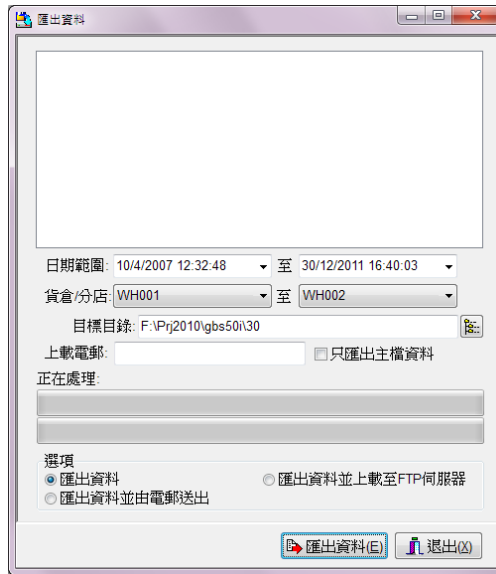 匯出資料
日期範圍: 10/4/2007 12:32:48 至 30/12/2011 16:40:03
貨倉/分店: WH001 至 WH002
目標目錄: F:\Prj2010\gbs50i\30
上載電郵: 只匯出主檔資料
正在處理:
選項
匯出資料 匯出資料並上載至FTP伺服器
匯出資料並由電郵送出
匯出資料(E) 退出(X)